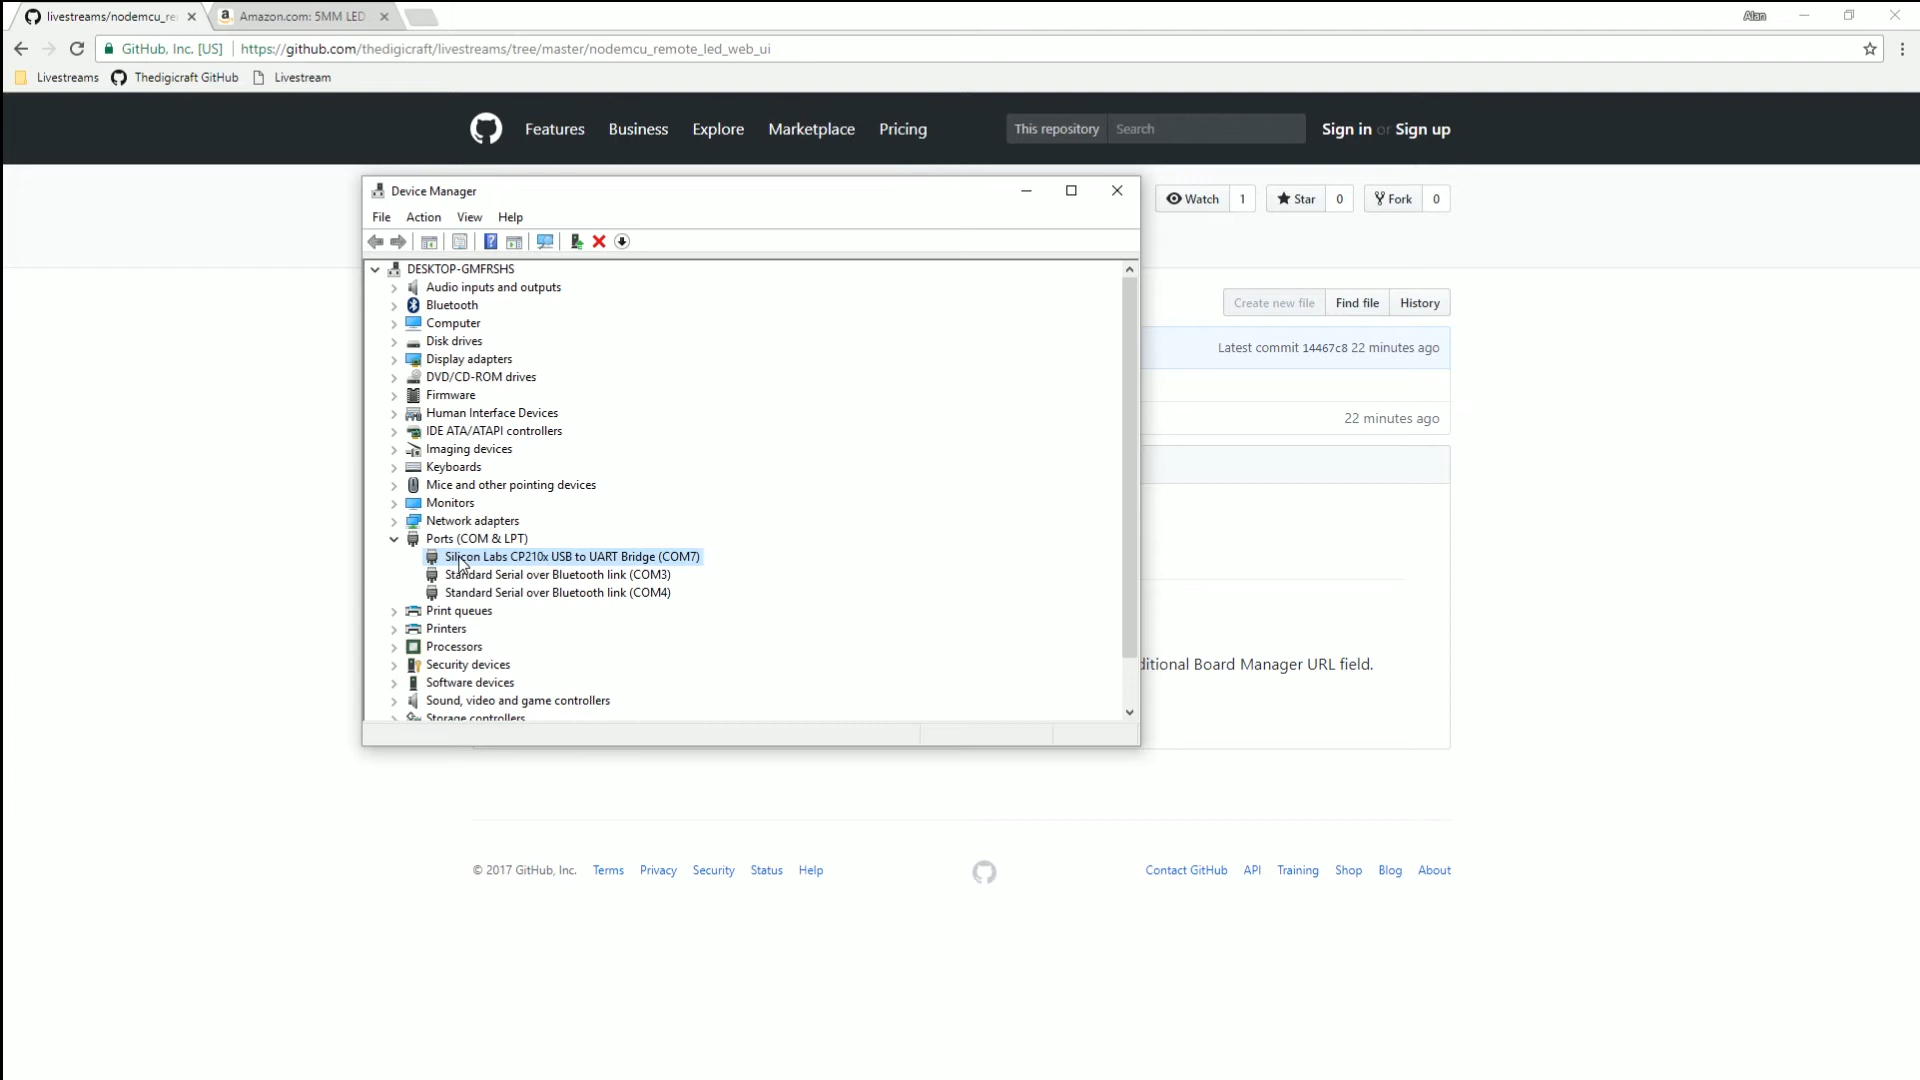 livestreams/nodemcu_re
Amazon.com: 5MM LED
Alan
GitHub, Inc. [US]
https://github.com/thedigicraft/livestreams/tree/master/nodemcu_remote_led_web_ui
Livestreams
Thedigicraft GitHub
Livestream
Features
Business
Explore
Marketplace
Pricing
This repository
Search
Sign in or Sign up
Device Manager
Watch 1
Star 0
Fork 0
File
Action
View
Help
DESKTOP-GMFRSHS
Audio inputs and outputs
Bluetooth
Computer
Disk drives
Display adapters
DVD/CD-ROM drives
Firmware
Human Interface Devices
IDE ATA/ATAPI controllers
Imaging devices
Keyboards
Mice and other pointing devices
Monitors
Network adapters
Ports (COM & LPT)
Silicon Labs CP210x USB to UART Bridge (COM7)
Standard Serial over Bluetooth link (COM3)
Standard Serial over Bluetooth link (COM4)
Print queues
Printers
Processors
Security devices
Software devices
Sound, video and game controllers
Storage controllers
Create new file
Find file
History
Latest commit 14467c8 22 minutes ago
22 minutes ago
ditional Board Manager URL field.
© 2017 GitHub, Inc.
Terms
Privacy
Security
Status
Help
Contact GitHub
API
Training
Shop
Blog
About